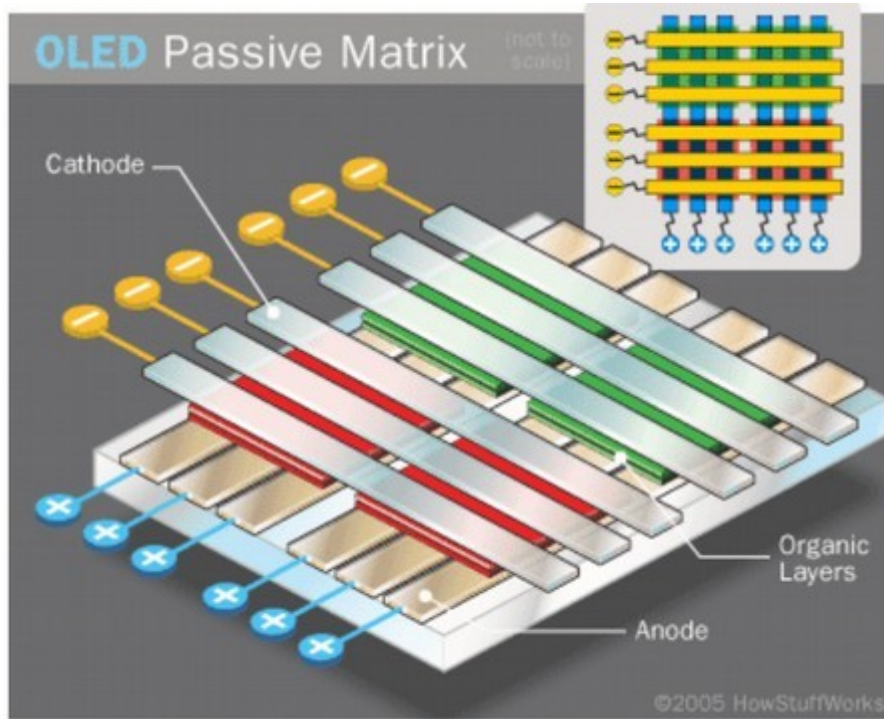 OLED Passive Matrix
(not to
scale)
Cathode
Organic
Layers
Anode
©2005 HowStuffWorks